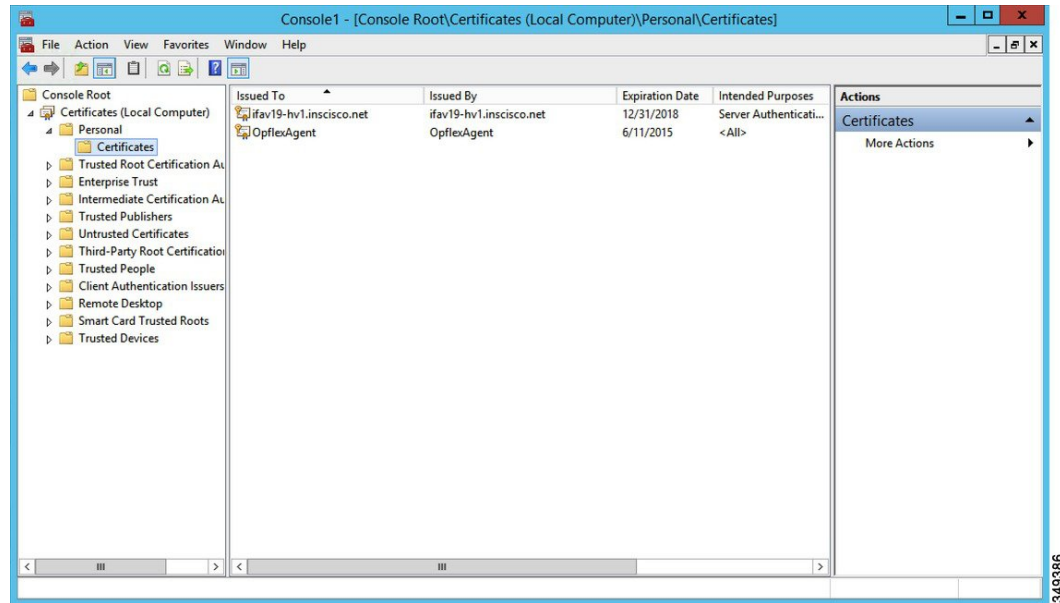 Console1 - [Console Root\Certificates (Local Computer)\Personal\Certificates]
File Action View Favorites Window Help
Console Root
Certificates (Local Computer)
Personal
Certificates
Trusted Root Certification Au
Enterprise Trust
Intermediate Certification Au
Trusted Publishers
Untrusted Certificates
Third-Party Root Certification
Trusted People
Client Authentication Issuers
Remote Desktop
Smart Card Trusted Roots
Trusted Devices
Issued To Issued By Expiration Date Intended Purposes
ifav19-hv1.inscisco.net ifav19-hv1.inscisco.net 12/31/2018 Server Authenticati...
OpflexAgent OpflexAgent 6/11/2015 <All>
Actions
Certificates
More Actions
349386